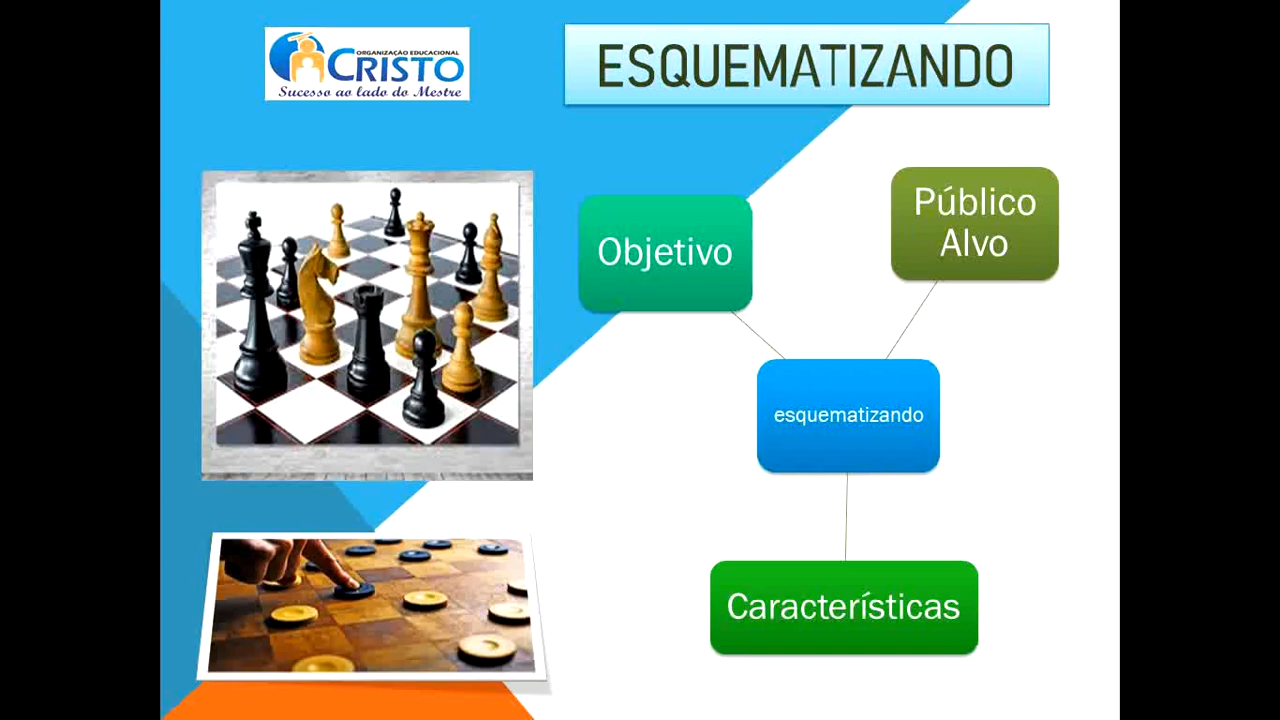 ORGANIZAÇÃO EDUCACIONAL
CRISTO
Sucesso ao lado do Mestre
ESQUEMATIZANDO
Objetivo
Público
Alvo
esquematizando
Características